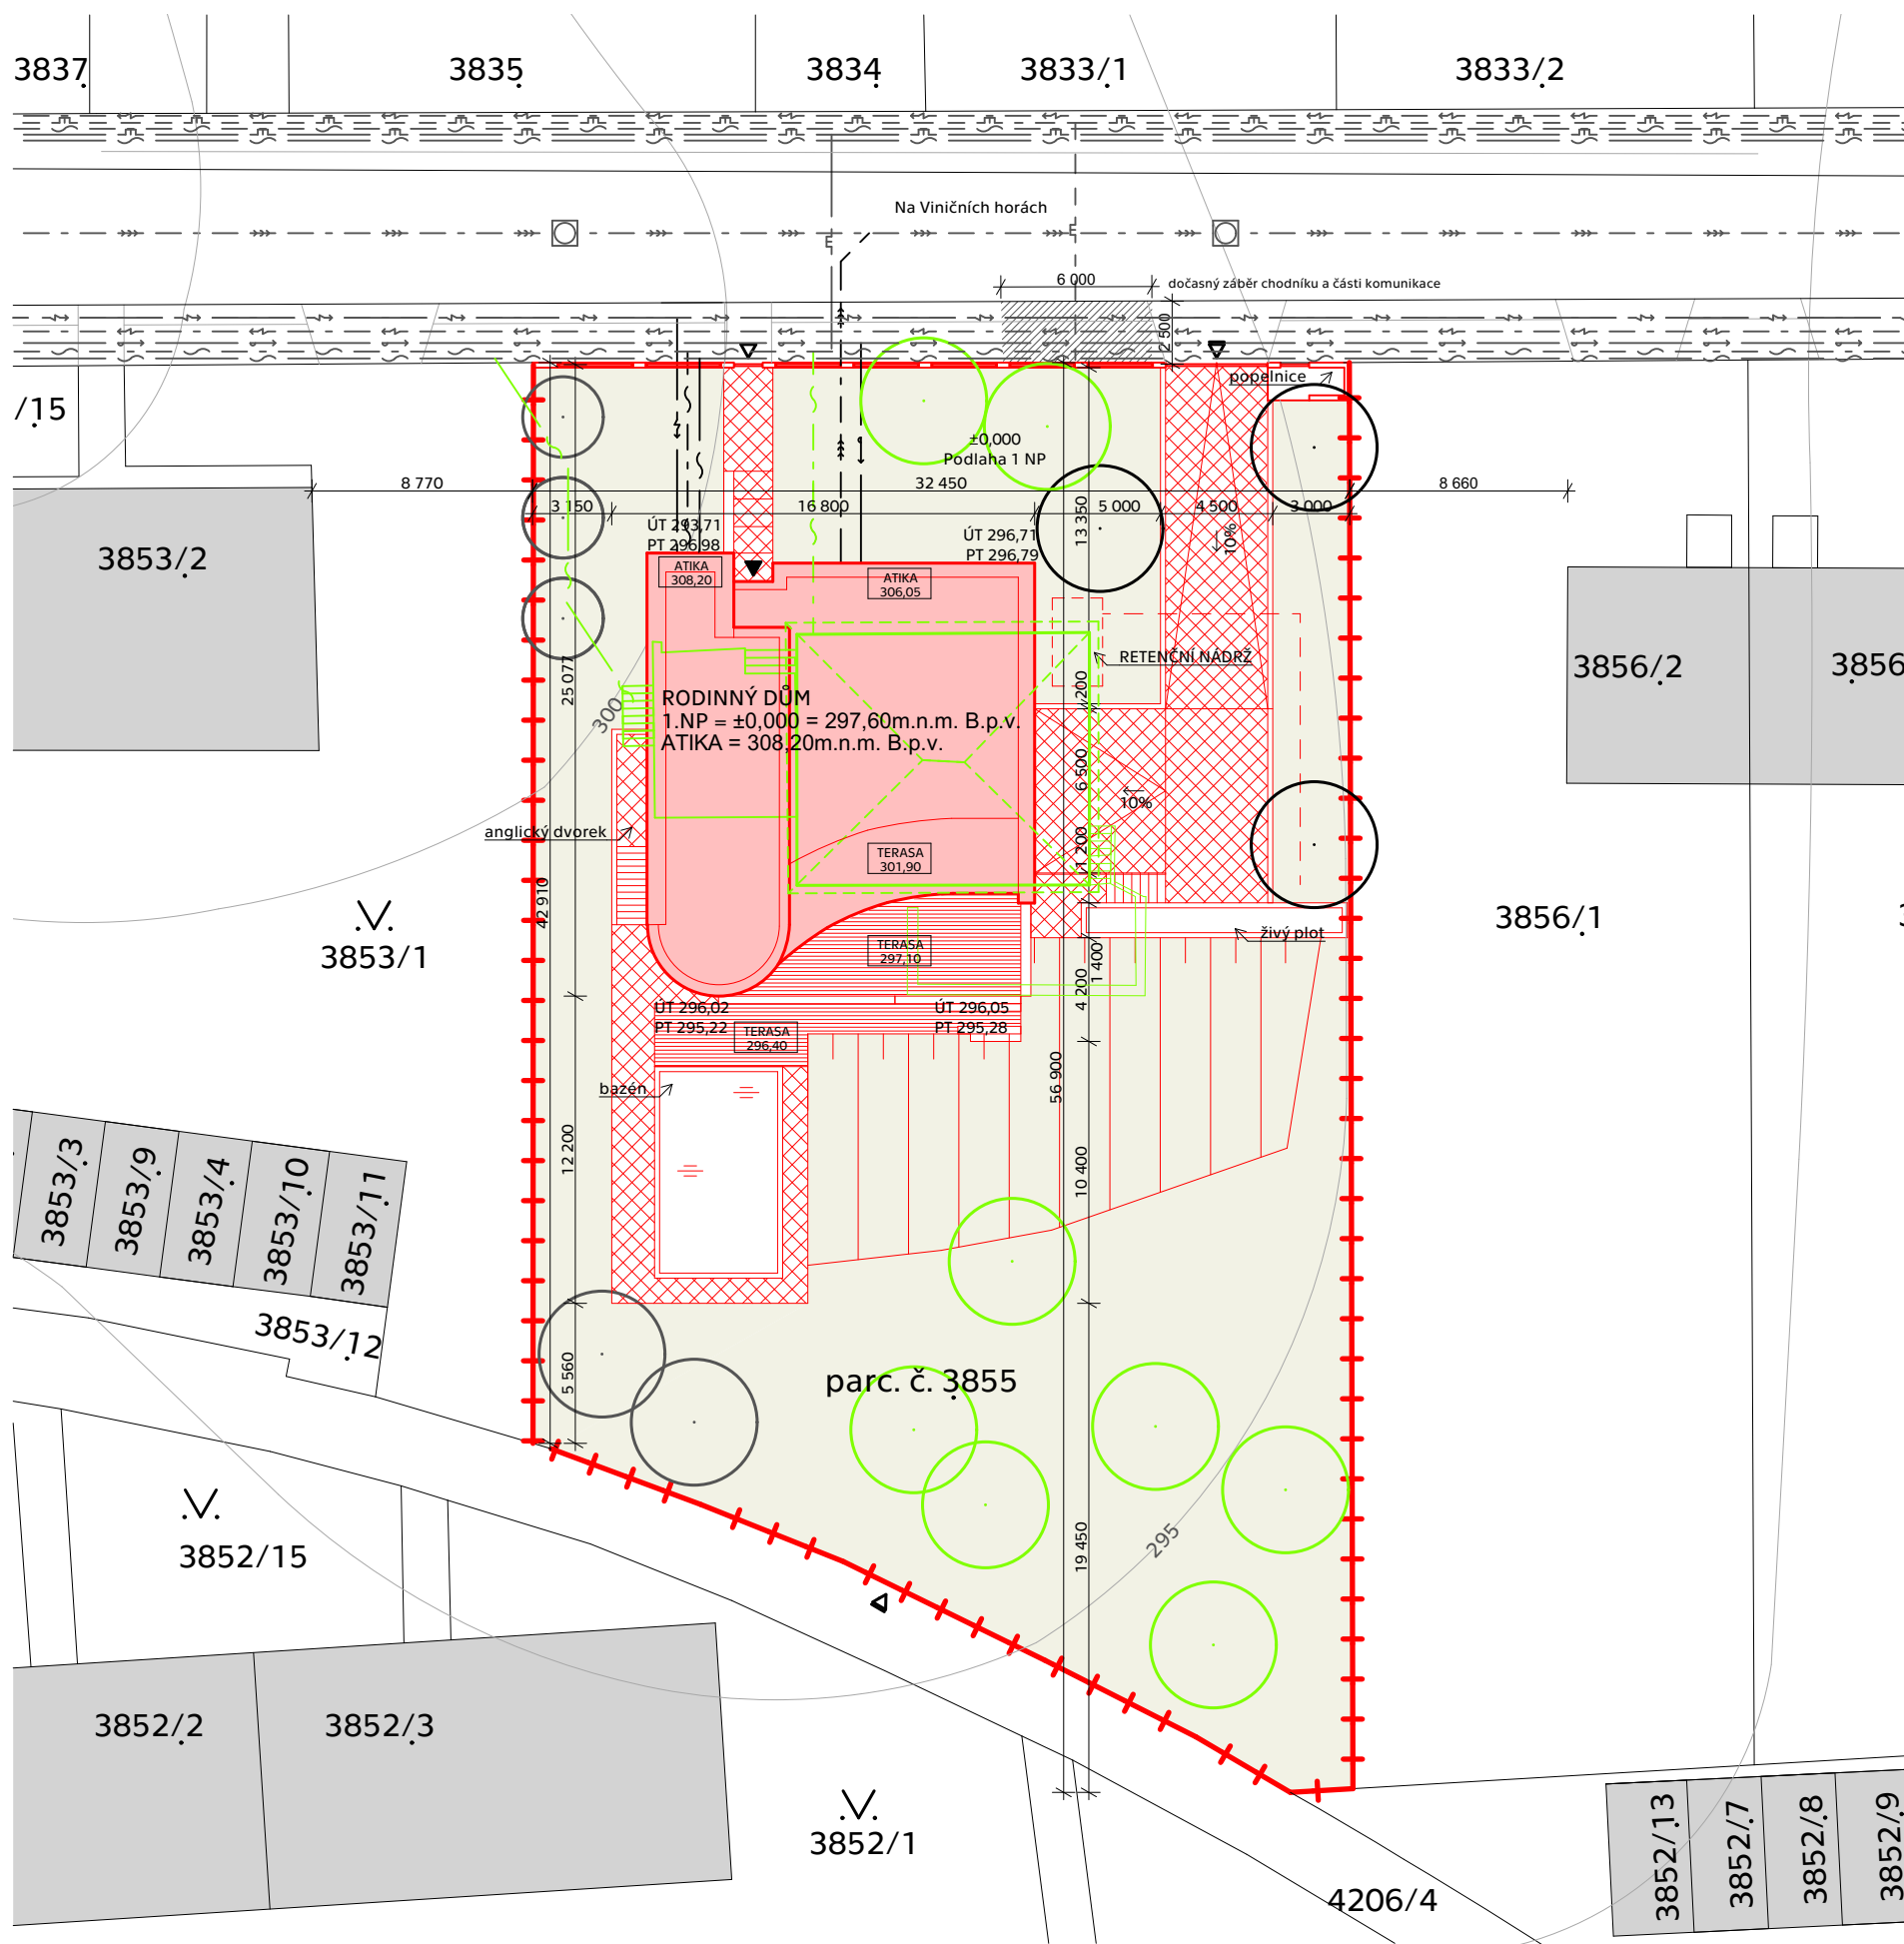 3837
3835
3834
3833/1
3833/2
Na Viničních horách
6 000
dočasný záběr chodníku a části komunikace
2 500
popelnice
/15
±0,000
Podlaha 1 NP
8 770
32 450
8 660
3 150
16 800
5 000
4 500
3 000
13 350
10%
ÚT 293,71
PT 296,98
ÚT 296,71
PT 296,79
3853/2
ATIKA
308,20
ATIKA
306,05
RETENČNÍ NÁDRŽ
3856/2
3856
25 077
300
RODINNÝ DŮM
1.NP = ±0,000 = 297,60m.n.m. B.p.v.
ATIKA = 308,20m.n.m. B.p.v.
6 500
10%
anglický dvorek
1 200
TERASA
301,90
42 910
3853/1
3856/1
živý plot
TERASA
297,10
1 400
4 200
ÚT 296,02
PT 295,22
ÚT 296,05
PT 295,28
TERASA
296,40
bazén
56 900
12 200
10 400
3853/3
3853/9
3853/4
3853/10
3853/11
3853/12
5 560
parc. č. 3855
3852/15
19 450
295
3852/2
3852/3
3852/1
4206/4
3852/13
3852/7
3852/8
3852/9